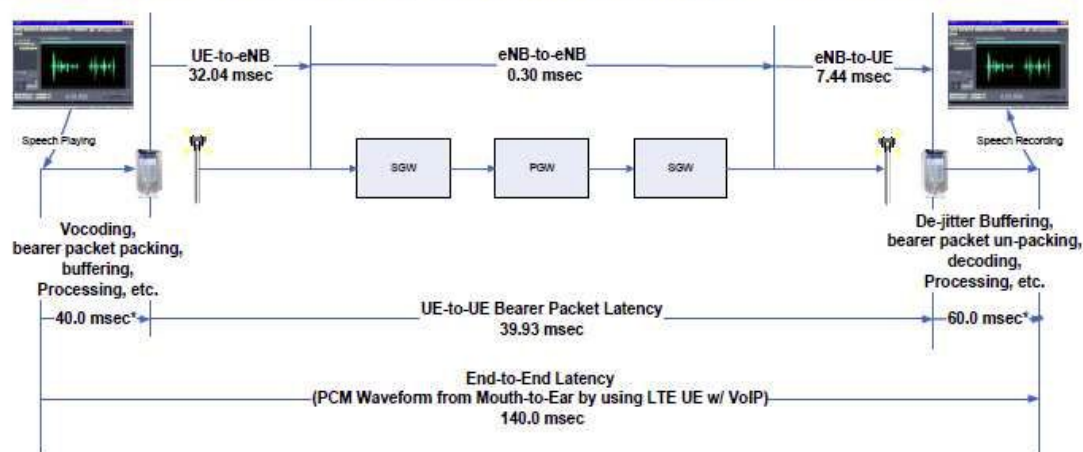 UE-to-eNB
32.04 msec
eNB-to-eNB
0.30 msec
eNB-to-UE
7.44 msec
Speech Playing
Speech Recording
SGW
PGW
SGW
Vocoding,
bearer packet packing,
buffering,
Processing, etc.
De-jitter Buffering,
bearer packet un-packing,
decoding,
Processing, etc.
40.0 msec*
UE-to-UE Bearer Packet Latency
39.93 msec
60.0 msec*
End-to-End Latency
(PCM Waveform from Mouth-to-Ear by using LTE UE w/ VoIP)
140.0 msec